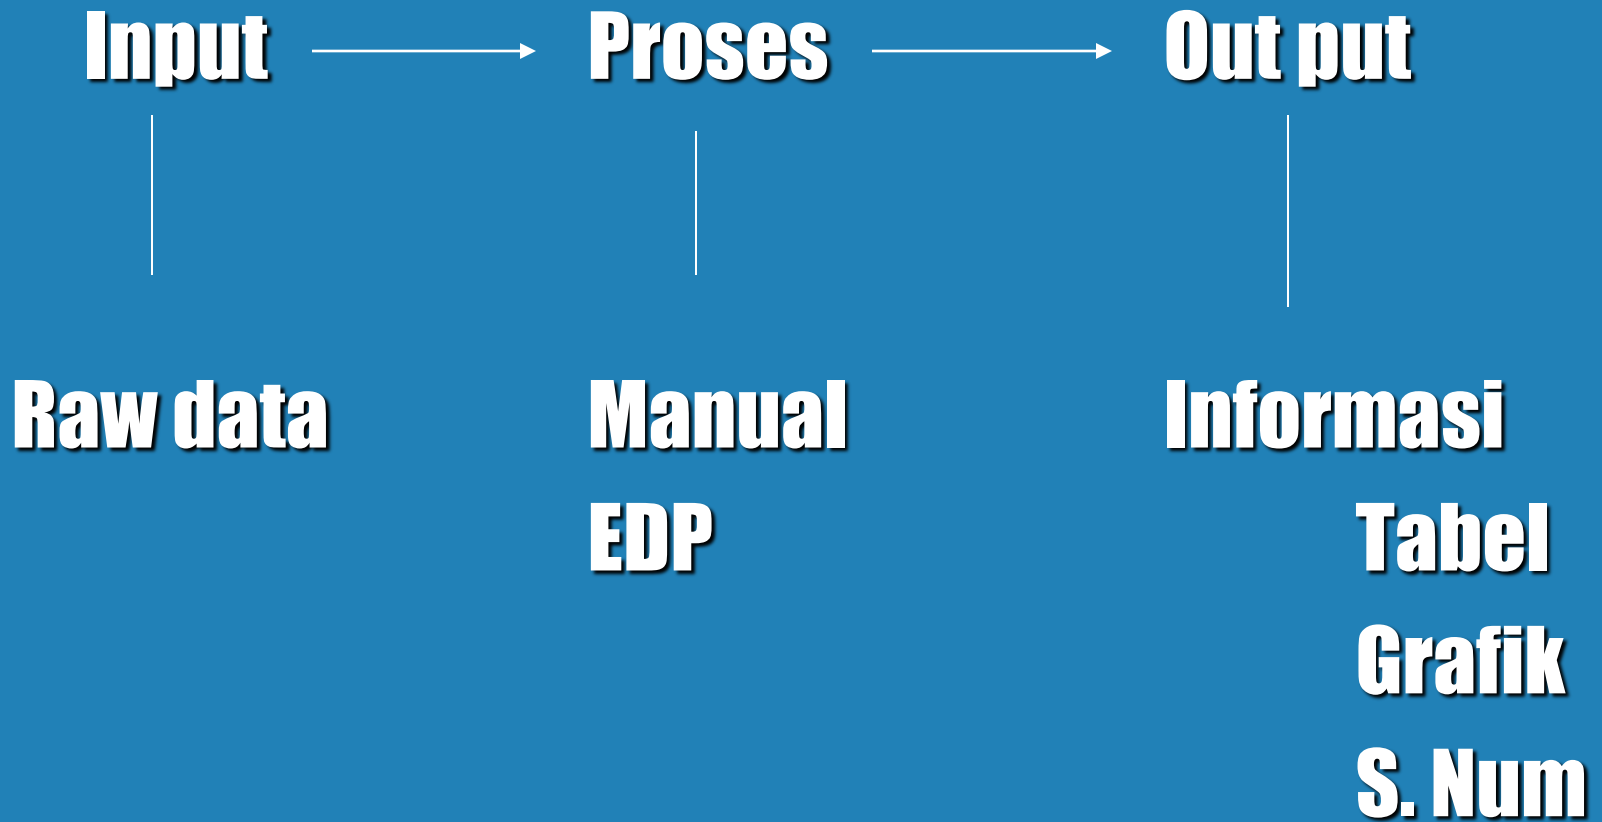 Input Proses Out put
Raw data Manual Informasi
EDP Tabel
Grafik
S. Num